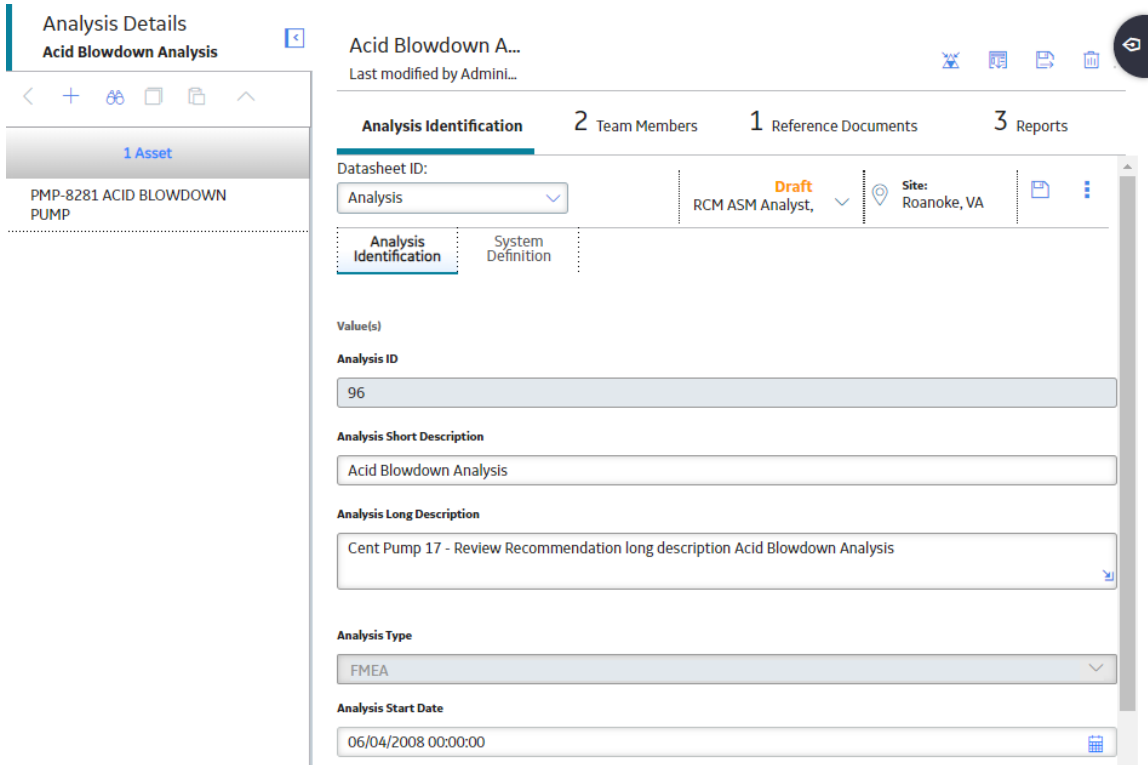 Analysis Details
Acid Blowdown Analysis
1 Asset
PMP-8281 ACID BLOWDOWN
PUMP
Acid Blowdown A...
Last modified by Admini...
Analysis Identification
2 Team Members
1 Reference Documents
3 Reports
Datasheet ID:
Analysis
Draft
RCM ASM Analyst,
Site:
Roanoke, VA
Analysis
Identification
System
Definition
Value(s)
Analysis ID
96
Analysis Short Description
Acid Blowdown Analysis
Analysis Long Description
Cent Pump 17 - Review Recommendation long description Acid Blowdown Analysis
Analysis Type
FMEA
Analysis Start Date
06/04/2008 00:00:00